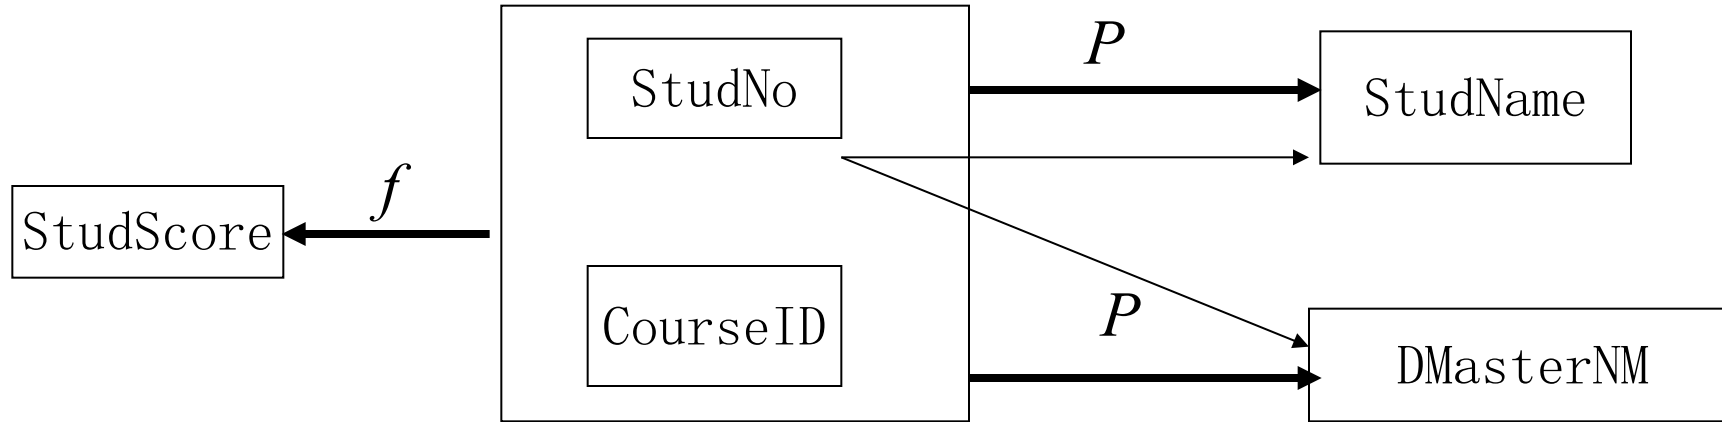 P
StudNo
StudName
f
StudScore
P
CourseID
DMasterNM